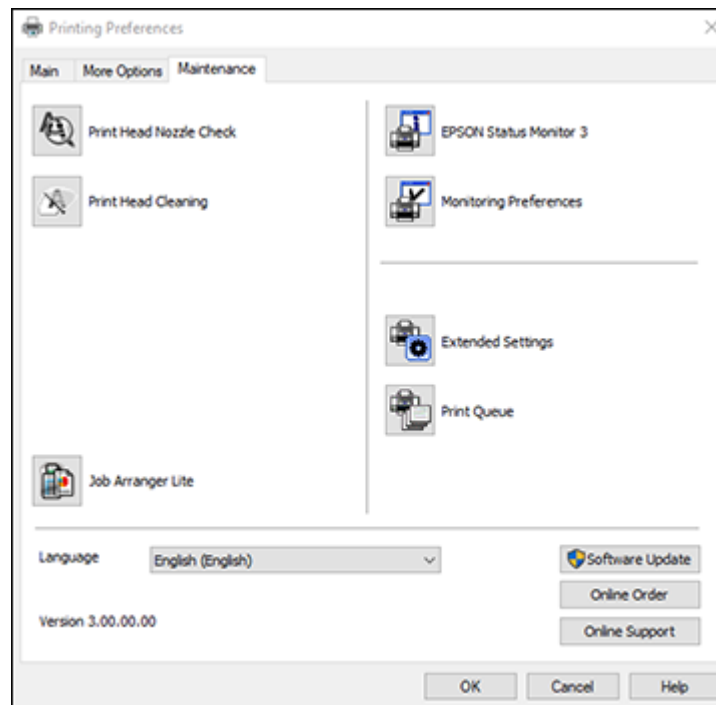 Printing Preferences
Main More Options Maintenance
Print Head Nozzle Check
Print Head Cleaning
Job Arranger Lite
EPSON Status Monitor 3
Monitoring Preferences
Extended Settings
Print Queue
Language English (English)
Version 3.00.00.00
Software Update
Online Order
Online Support
OK Cancel Help